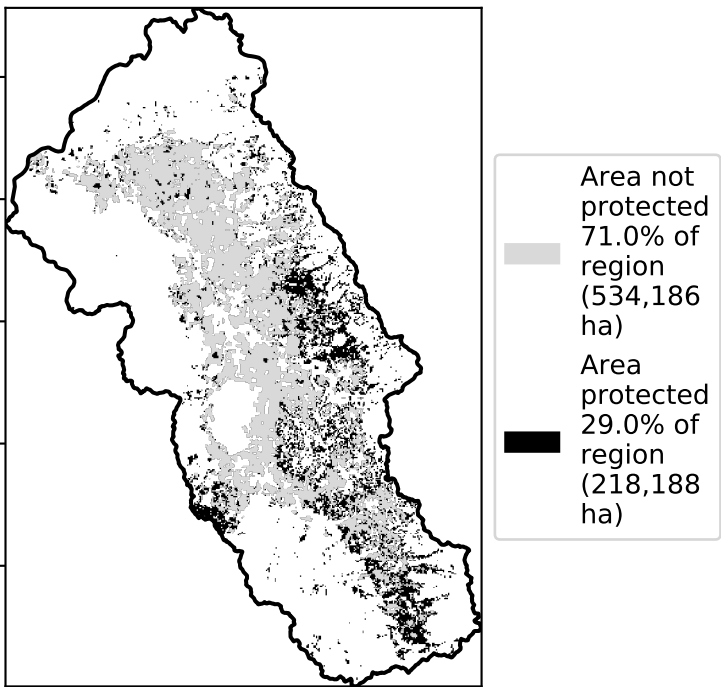 Area not
protected
71.0% of
region
(534,186
ha)
Area
protected
29.0% of
region
(218,188
ha)